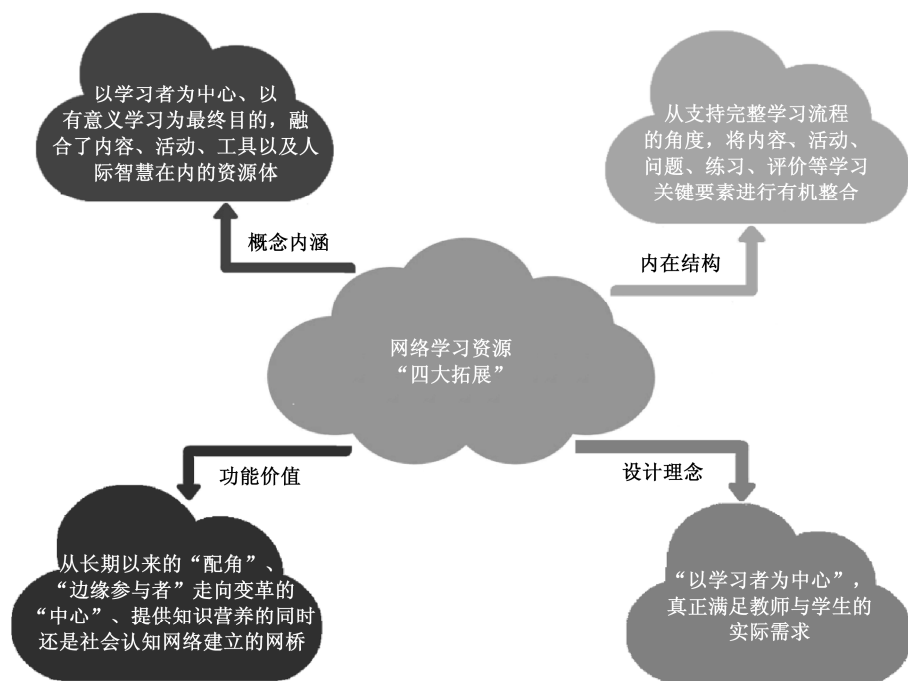 以学习者为中心、以
有意义学习为最终目的，融
合了内容、活动、工具以及人
际智慧在内的资源体
从支持完整学习流程
的角度，将内容、活动、
问题、练习、评价等学习
关键要素进行有机整合
概念内涵
内在结构
网络学习资源
“四大拓展”
功能价值
设计理念
从长期以来的“配角”、
“边缘参与者”走向变革的
“中心”、提供知识营养的同时
还是社会认知网络建立的网桥
“以学习者为中心”，
真正满足教师与学生的
实际需求